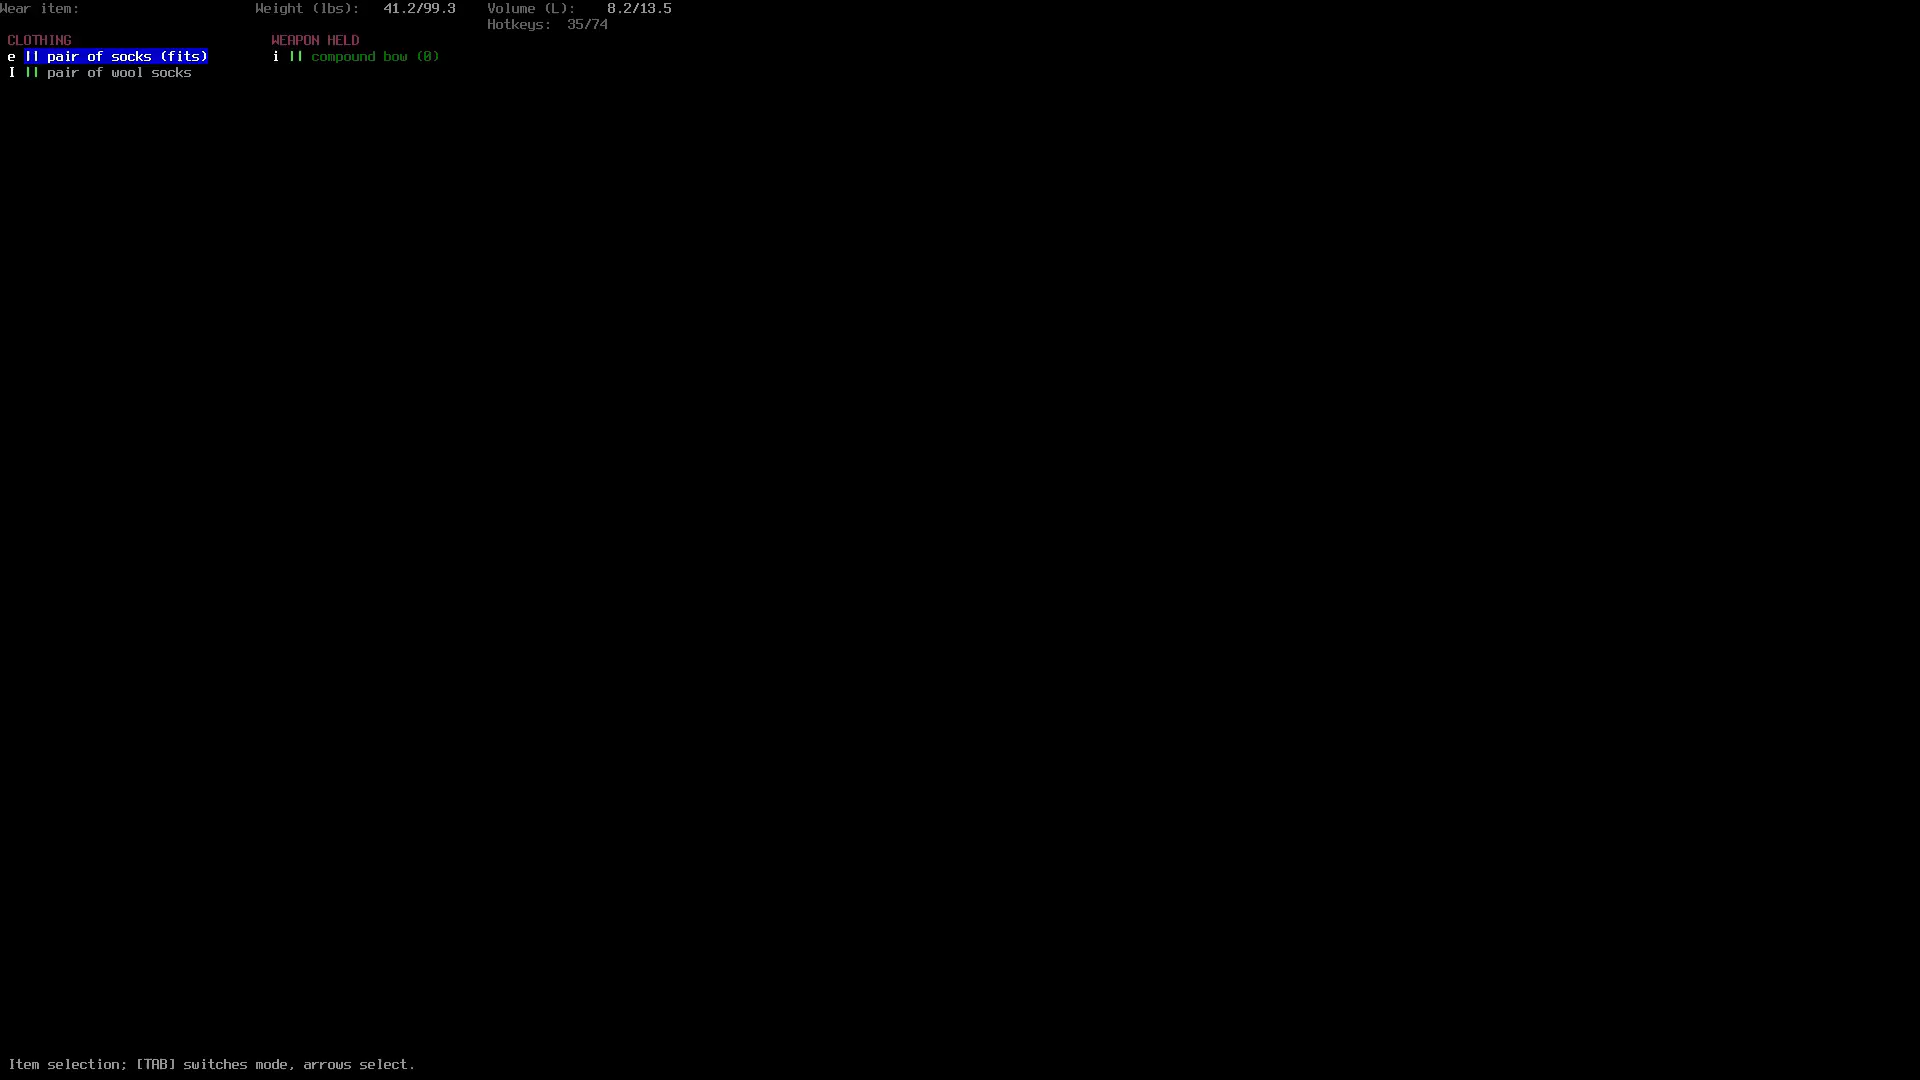 Wear item: Weight (lbs): 41.2/99.3 Volume (L): 8.2/13.5
Hotkeys: 35/74
CLOTHING WEAPON HELD
e || pair of socks (fits) i || compound bow (0)
I || pair of wool socks
Item selection; [TAB] switches mode, arrows select.